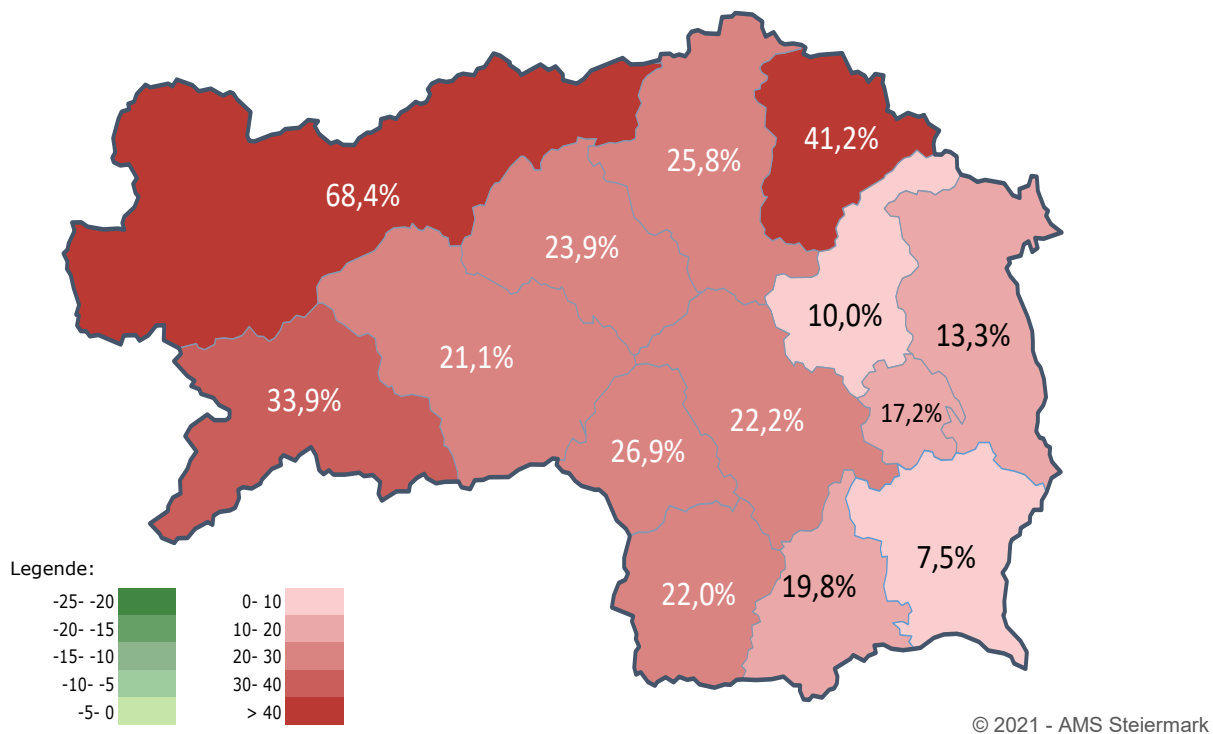 41,2%
25,8%
68,4%
23,9%
10,0%
13,3%
21,1%
33,9%
17,2%
22,2%
26,9%
7,5%
19,8%
22,0%
Legende:
-25- -20 0- 10
-20- -15 10- 20
-15- -10 20- 30
-10- -5 30- 40
-5- 0 > 40
© 2021 - AMS Steiermark